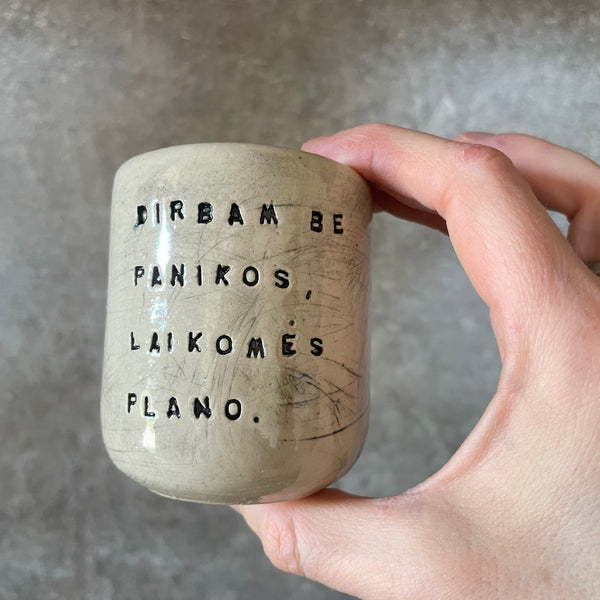 DIRBAM BE
PANIKOS,
LAIKOMĖS
PLANO.